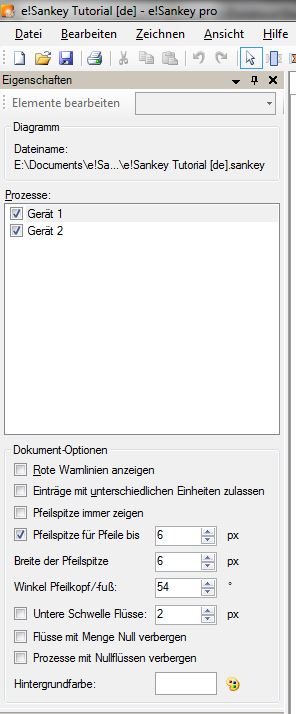 e!Sankey Tutorial [de] - e!Sankey pro
Datei Bearbeiten Zeichnen Ansicht Hilfe
Eigenschaften
Elemente bearbeiten
Diagramm
Dateiname:
E:\Documents\e!Sa...\e!Sankey Tutorial [de].sankey
Prozesse:
Gerät 1
Gerät 2
Dokument-Optionen
Rote Warnlinien anzeigen
Einträge mit unterschiedlichen Einheiten zulassen
Pfeilspitze immer zeigen
Pfeilspitze für Pfeile bis 6 px
Breite der Pfeilspitze 6 px
Winkel Pfeilkopf/-fuß: 54 °
Untere Schwelle Flüsse: 2 px
Flüsse mit Menge Null verbergen
Prozesse mit Nullflüssen verbergen
Hintergrundfarbe: